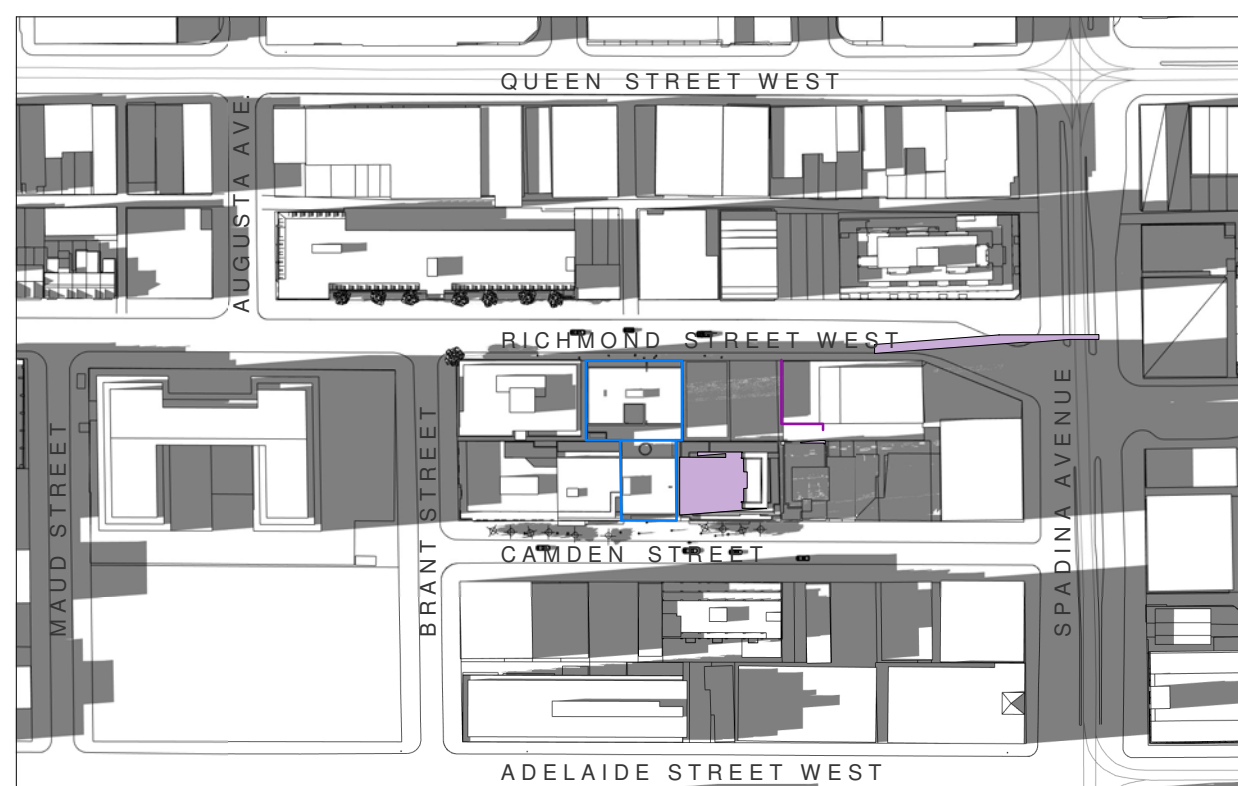 QUEEN STREET WEST
AUGUSTA AVE.
RICHMOND STREET WEST
MAUD STREET
BRANT STREET
SPADINA AVENUE
CAMDEN STREET
ADELAIDE STREET WEST